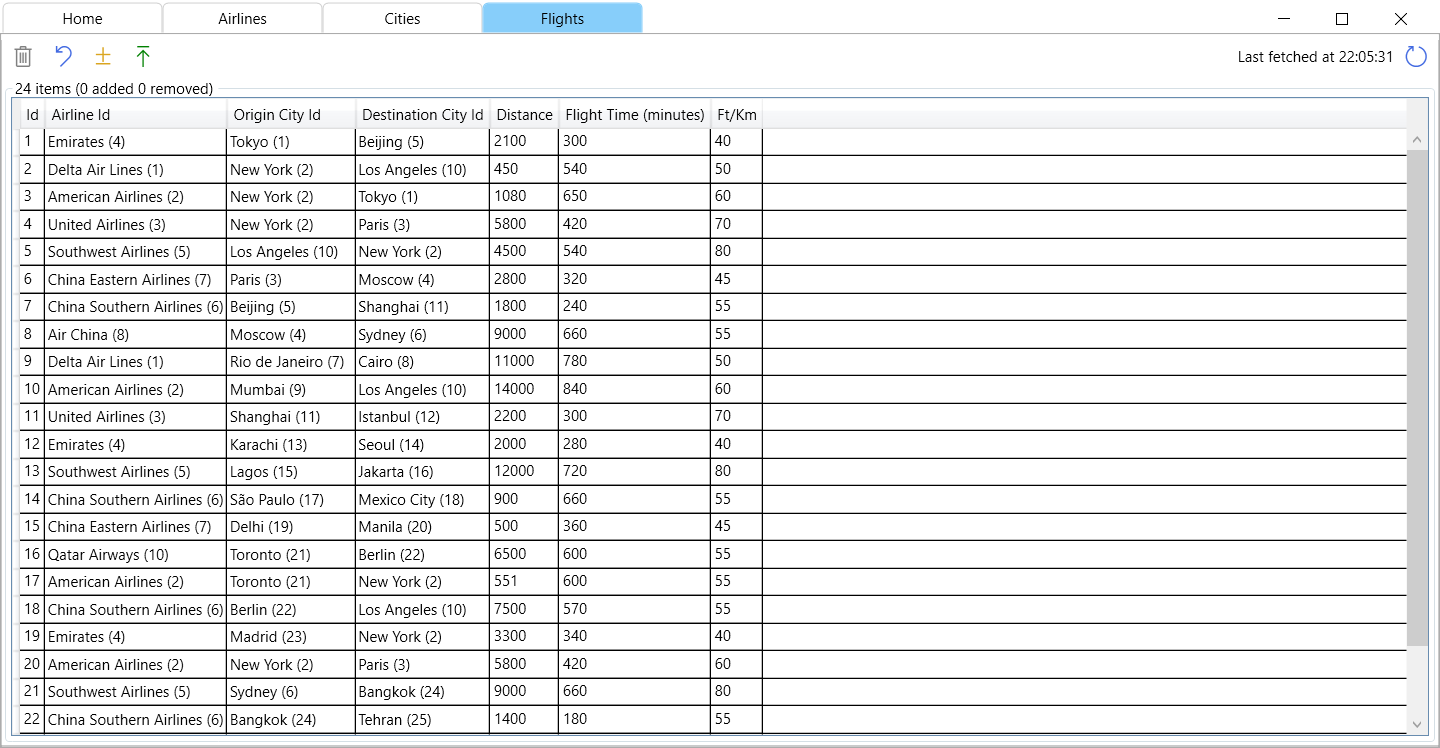 Home Airlines Cities Flights
Last fetched at 22:05:31
24 items (0 added 0 removed)
Id Airline Id Origin City Id Destination City Id Distance Flight Time (minutes) Ft/Km
1 Emirates (4) Tokyo (1) Beijing (5) 2100 300 40
2 Delta Air Lines (1) New York (2) Los Angeles (10) 450 540 50
3 American Airlines (2) New York (2) Tokyo (1) 1080 650 60
4 United Airlines (3) New York (2) Paris (3) 5800 420 70
5 Southwest Airlines (5) Los Angeles (10) New York (2) 4500 540 80
6 China Eastern Airlines (7) Paris (3) Moscow (4) 2800 320 45
7 China Southern Airlines (6) Beijing (5) Shanghai (11) 1800 240 55
8 Air China (8) Moscow (4) Sydney (6) 9000 660 55
9 Delta Air Lines (1) Rio de Janeiro (7) Cairo (8) 11000 780 50
10 American Airlines (2) Mumbai (9) Los Angeles (10) 14000 840 60
11 United Airlines (3) Shanghai (11) Istanbul (12) 2200 300 70
12 Emirates (4) Karachi (13) Seoul (14) 2000 280 40
13 Southwest Airlines (5) Lagos (15) Jakarta (16) 12000 720 80
14 China Southern Airlines (6) São Paulo (17) Mexico City (18) 900 660 55
15 China Eastern Airlines (7) Delhi (19) Manila (20) 500 360 45
16 Qatar Airways (10) Toronto (21) Berlin (22) 6500 600 55
17 American Airlines (2) Toronto (21) New York (2) 551 600 55
18 China Southern Airlines (6) Berlin (22) Los Angeles (10) 7500 570 55
19 Emirates (4) Madrid (23) New York (2) 3300 340 40
20 American Airlines (2) New York (2) Paris (3) 5800 420 60
21 Southwest Airlines (5) Sydney (6) Bangkok (24) 9000 660 80
22 China Southern Airlines (6) Bangkok (24) Tehran (25) 1400 180 55